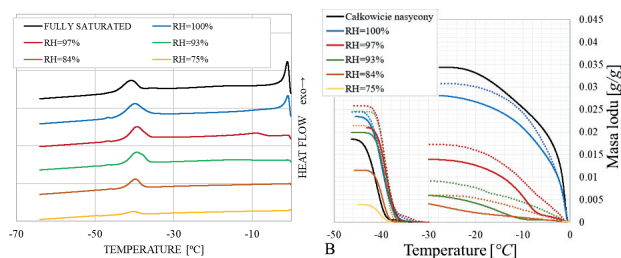 FULLY SATURATED
RH=100%
RH=97%
RH=93%
RH=84%
RH=75%
HEAT FLOW exo→
-70 -50 -30 -10
TEMPERATURE [°C]
Całkowicie nasycony
RH=100%
RH=97%
RH=93%
RH=84%
RH=75%
0.045
0.04
0.035
0.03
0.025
0.02
0.015
0.01
0.005
0
Masa lodu [g/g]
-50 -40 -30 -20 -10 0
B
Temperatura [°C]